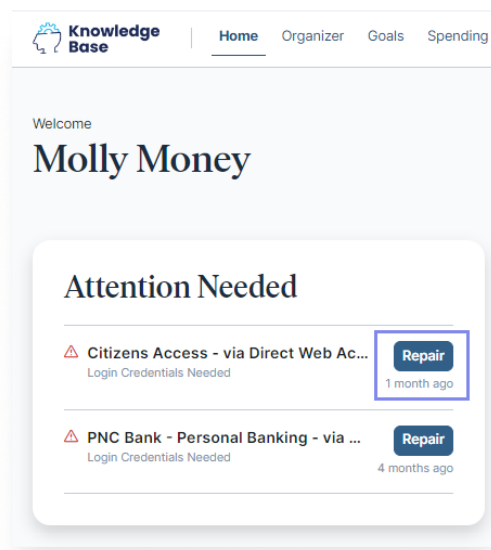 Knowledge
Base
Home Organizer Goals Spending
Welcome
Molly Money
Attention Needed
Citizens Access - via Direct Web Ac... Repair
Login Credentials Needed 1 month ago
PNC Bank - Personal Banking - via ... Repair
Login Credentials Needed 4 months ago